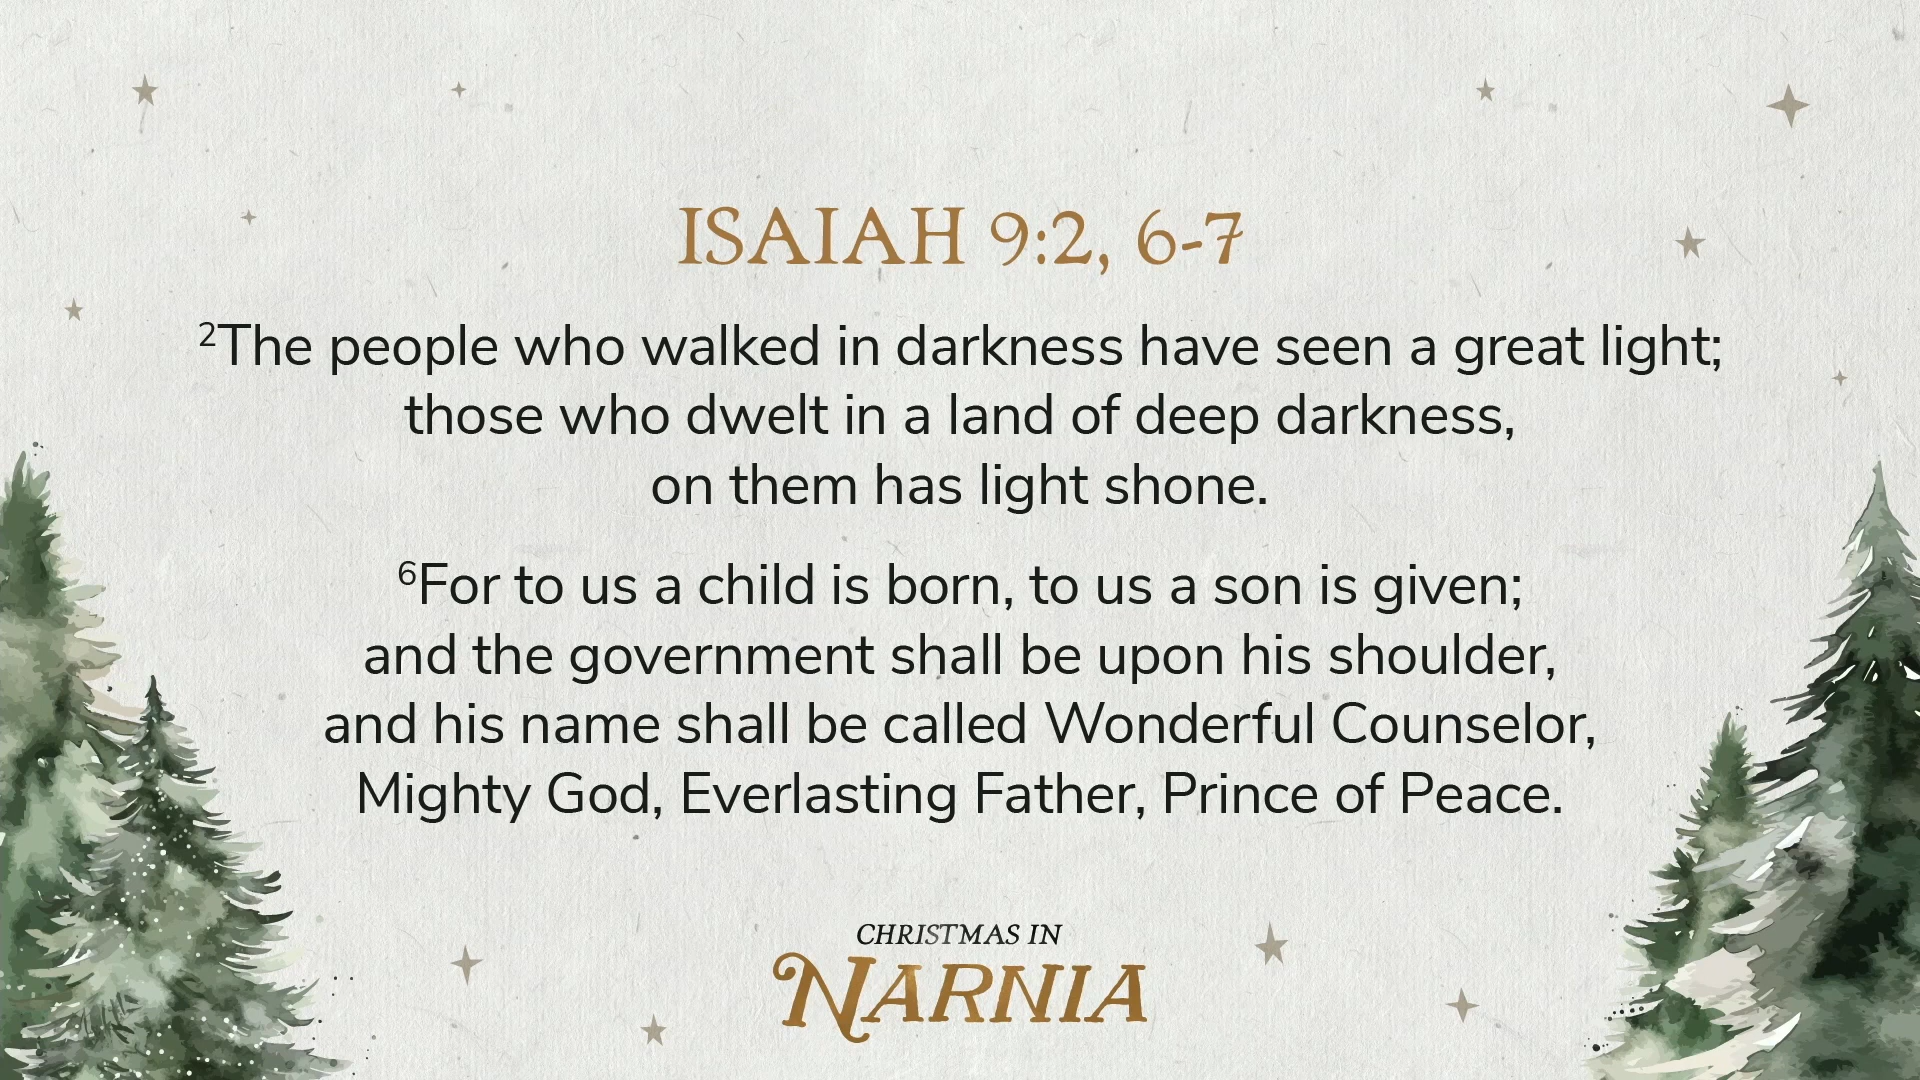 ISAIAH 9:2, 6-7
²The people who walked in darkness have seen a great light;
those who dwelt in a land of deep darkness,
on them has light shone.
⁶For to us a child is born, to us a son is given;
and the government shall be upon his shoulder,
and his name shall be called Wonderful Counselor,
Mighty God, Everlasting Father, Prince of Peace.
CHRISTMAS IN
NARNIA